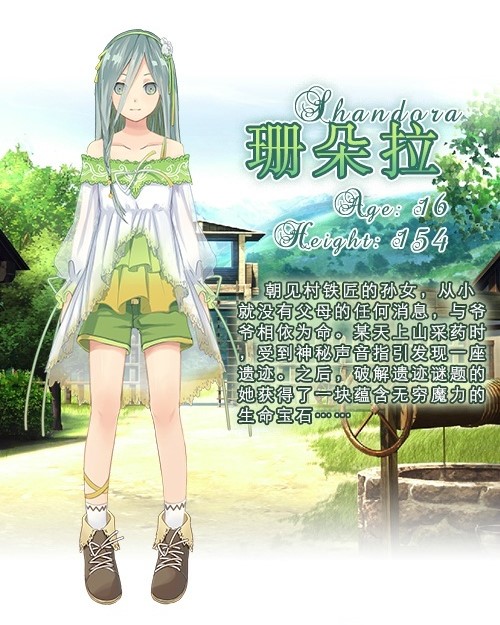 Shandora
珊朵拉
Age: 16
Height: 154
朝见村铁匠的孙女，从小
就没有父母的任何消息，与爷
爷相依为命。某天上山采药时
，受到神秘声音指引发现一座
遗迹。之后，破解遗迹谜题的
她获得了一块蕴含无穷魔力的
生命宝石……